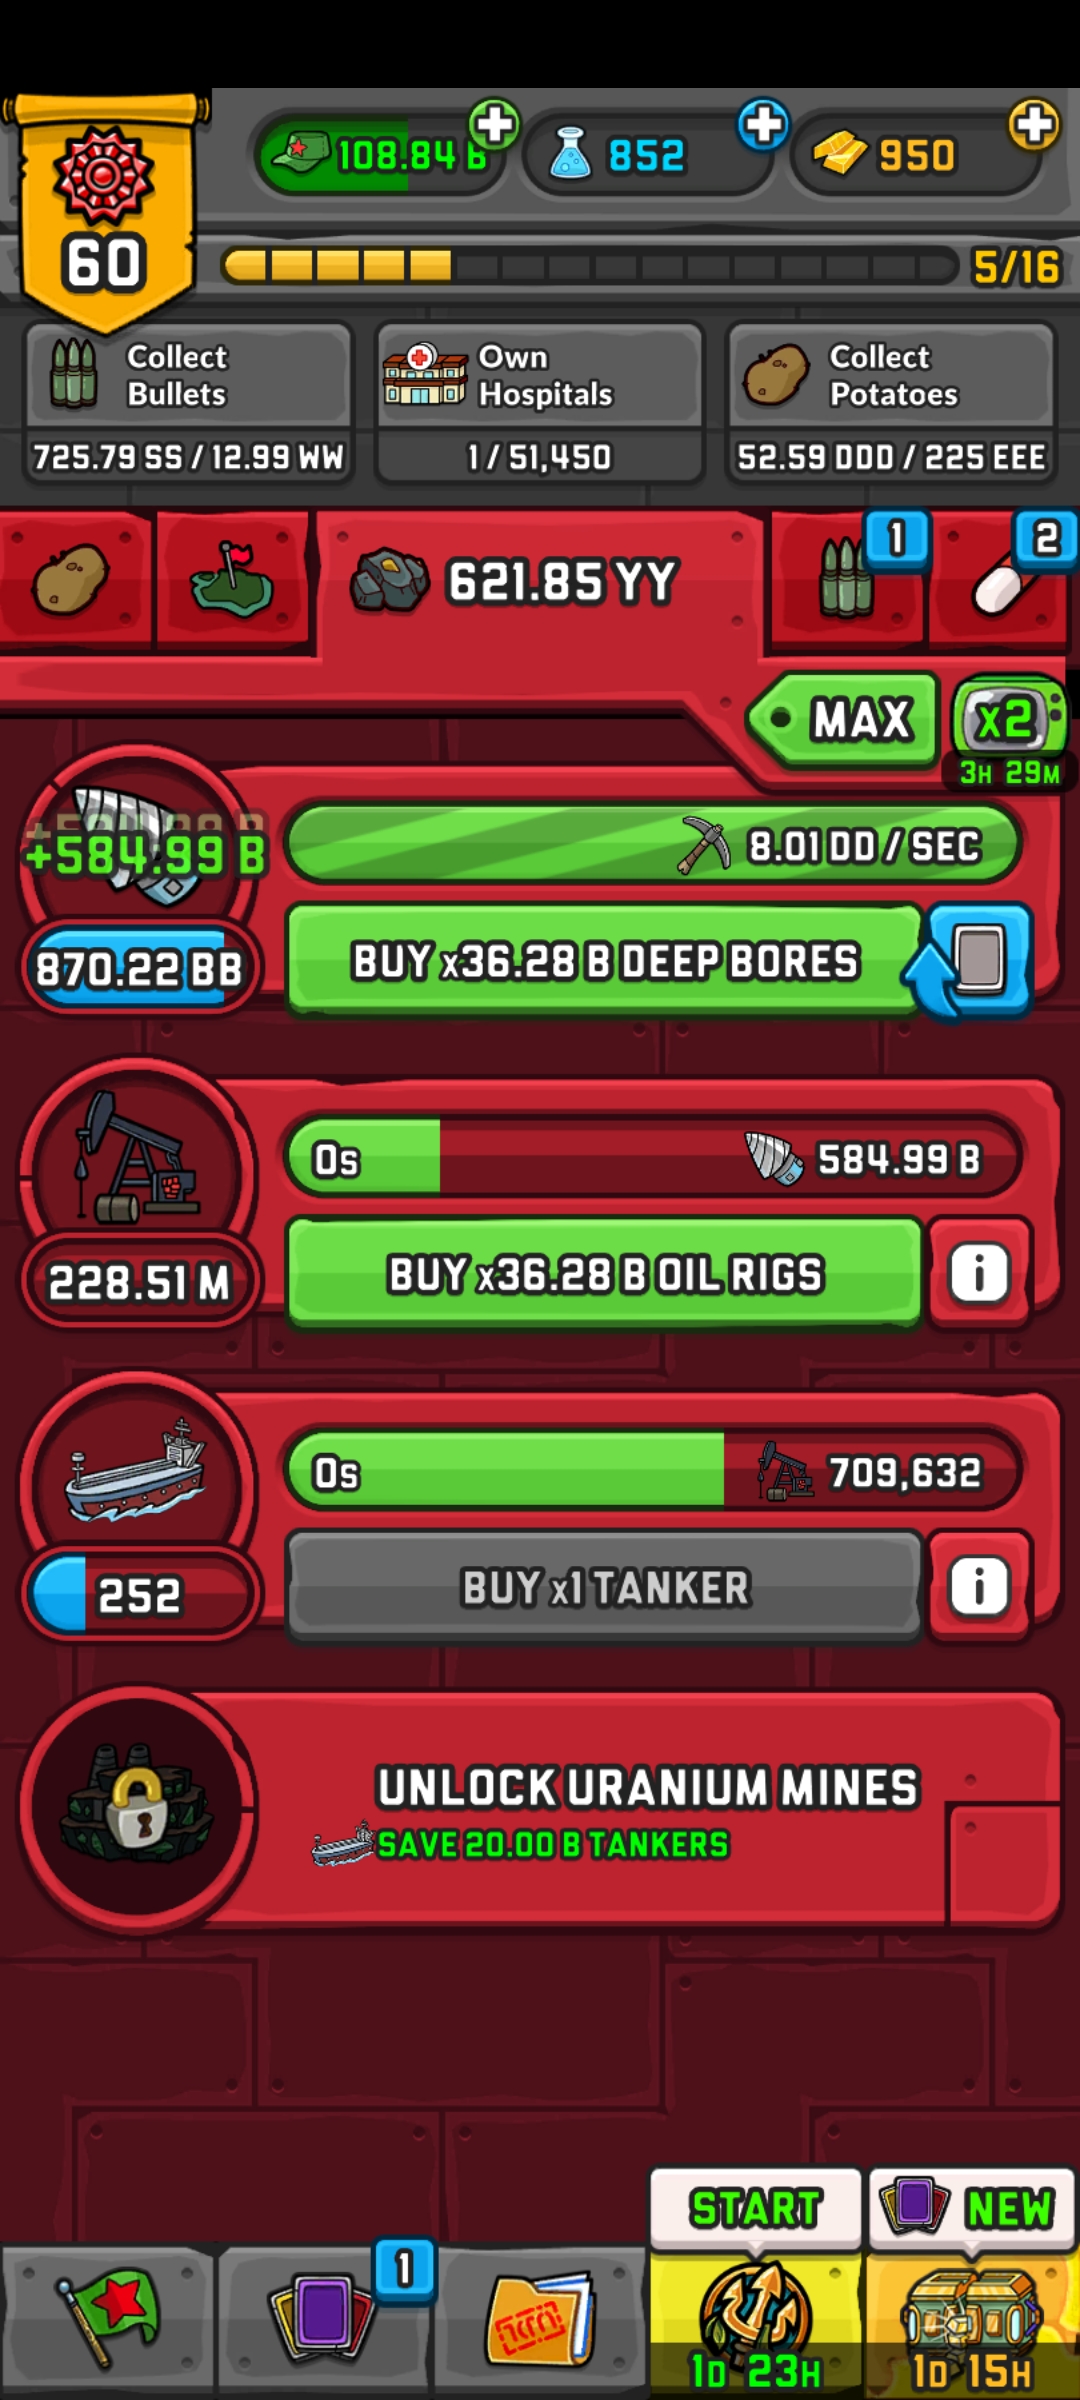 108.84 B
852
950
60
5/16
Collect
Bullets
725.79 SS / 12.99 WW
Own
Hospitals
1 / 51,450
Collect
Potatoes
52.59 DDD / 225 EEE
621.85 YY
1
2
MAX
x2
3H 29M
+584.99 B
8.01 DD / SEC
870.22 BB
BUY x36.28 B DEEP BORES
0s
584.99 B
228.51 M
BUY x36.28 B OIL RIGS
i
0s
709,632
252
BUY x1 TANKER
i
UNLOCK URANIUM MINES
SAVE 20.00 B TANKERS
START
NEW
1
1D 23H
1D 15H